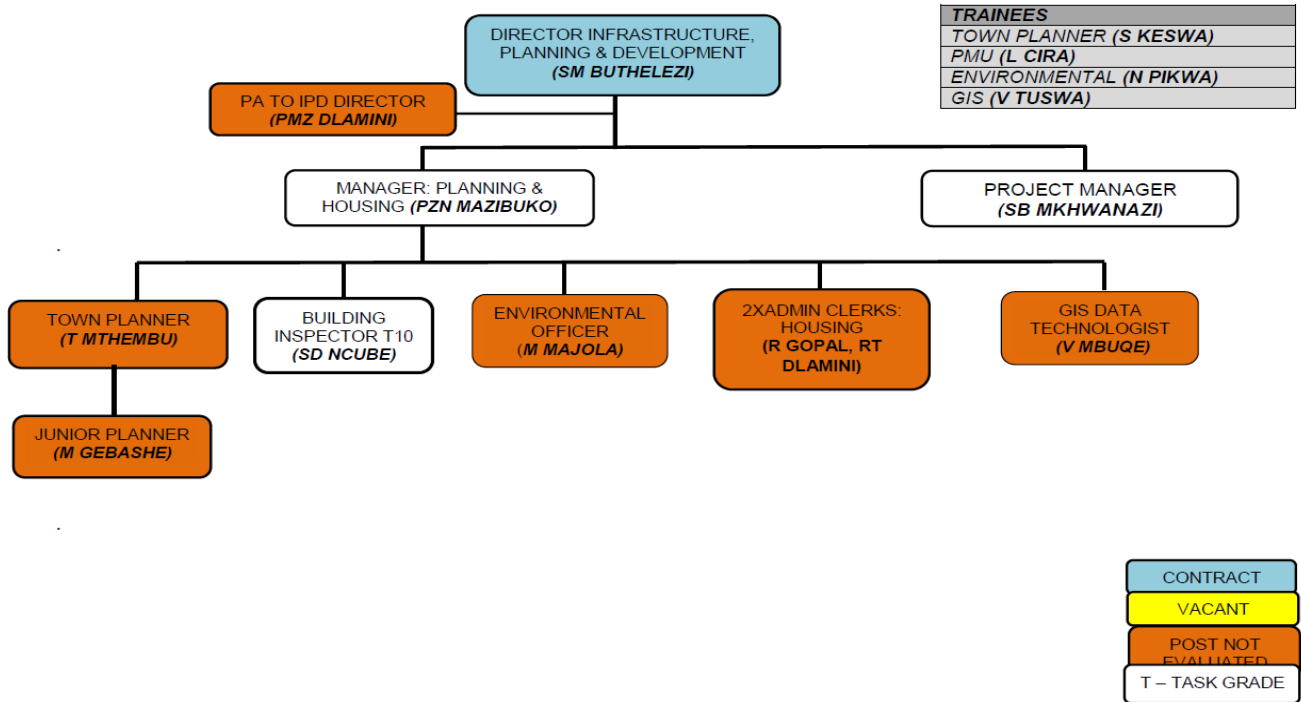 DIRECTOR INFRASTRUCTURE,
PLANNING & DEVELOPMENT
(SM BUTHELEZI)
TRAINEES
TOWN PLANNER (S KESWA)
PMU (L CIRA)
ENVIRONMENTAL (N PIKWA)
GIS (V TUSWA)
PA TO IPD DIRECTOR
(PMZ DLAMINI)
MANAGER: PLANNING &
HOUSING (PZN MAZIBUKO)
PROJECT MANAGER
(SB MKHWANAZI)
.
TOWN PLANNER
(T MTHEMBU)
BUILDING
INSPECTOR T10
(SD NCUBE)
ENVIRONMENTAL
OFFICER
(M MAJOLA)
2XADMIN CLERKS:
HOUSING
(R GOPAL, RT
DLAMINI)
GIS DATA
TECHNOLOGIST
(V MBUQE)
JUNIOR PLANNER
(M GEBASHE)
.
CONTRACT
VACANT
POST NOT
EVALUATED
T – TASK GRADE